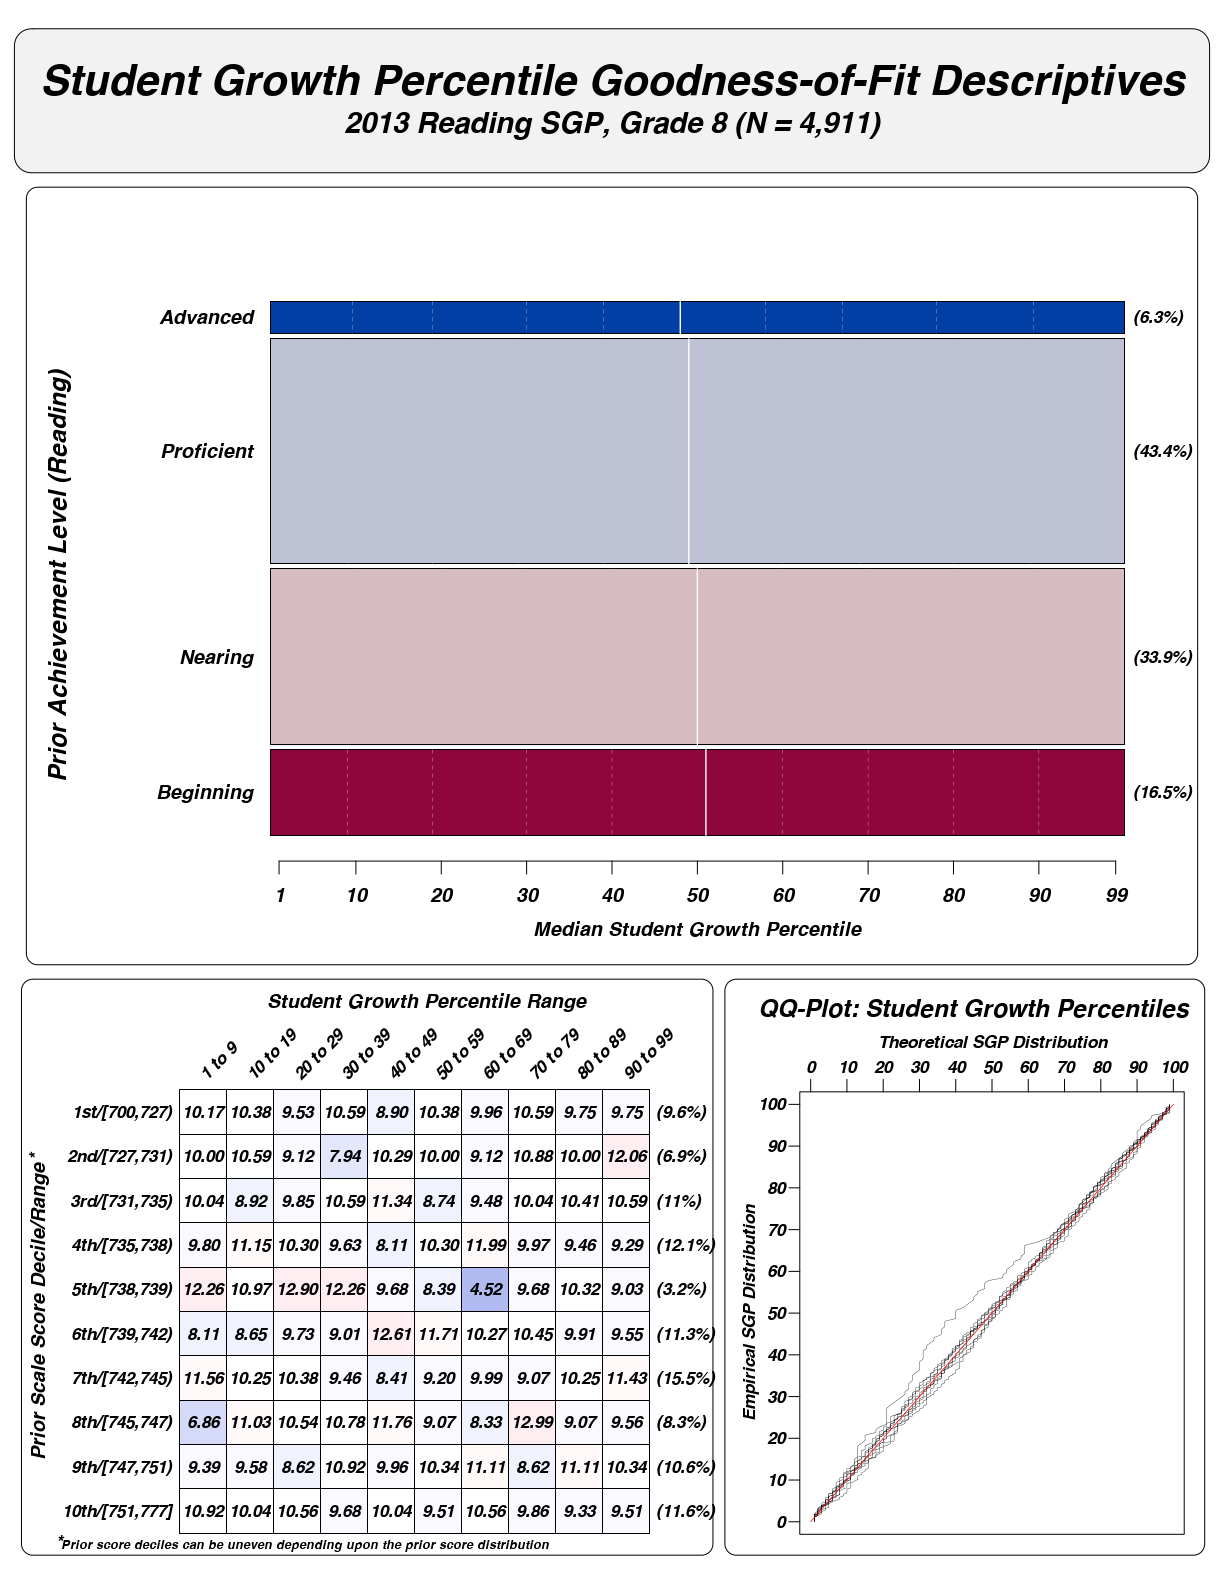 Student Growth Percentile Goodness-of-Fit Descriptives
2013 Reading SGP, Grade 8 (N = 4,911)
Prior Achievement Level (Reading)
Advanced (6.3%)
Proficient (43.4%)
Nearing (33.9%)
Beginning (16.5%)
1 10 20 30 40 50 60 70 80 90 99
Median Student Growth Percentile
Student Growth Percentile Range
1 to 9 10 to 19 20 to 29 30 to 39 40 to 49 50 to 59 60 to 69 70 to 79 80 to 89 90 to 99
Prior Scale Score Decile/Range*
1st/[700,727) 10.17 10.38 9.53 10.59 8.90 10.38 9.96 10.59 9.75 9.75 (9.6%)
2nd/[727,731) 10.00 10.59 9.12 7.94 10.29 10.00 9.12 10.88 10.00 12.06 (6.9%)
3rd/[731,735) 10.04 8.92 9.85 10.59 11.34 8.74 9.48 10.04 10.41 10.59 (11%)
4th/[735,738) 9.80 11.15 10.30 9.63 8.11 10.30 11.99 9.97 9.46 9.29 (12.1%)
5th/[738,739) 12.26 10.97 12.90 12.26 9.68 8.39 4.52 9.68 10.32 9.03 (3.2%)
6th/[739,742) 8.11 8.65 9.73 9.01 12.61 11.71 10.27 10.45 9.91 9.55 (11.3%)
7th/[742,745) 11.56 10.25 10.38 9.46 8.41 9.20 9.99 9.07 10.25 11.43 (15.5%)
8th/[745,747) 6.86 11.03 10.54 10.78 11.76 9.07 8.33 12.99 9.07 9.56 (8.3%)
9th/[747,751) 9.39 9.58 8.62 10.92 9.96 10.34 11.11 8.62 11.11 10.34 (10.6%)
10th/[751,777] 10.92 10.04 10.56 9.68 10.04 9.51 10.56 9.86 9.33 9.51 (11.6%)
*Prior score deciles can be uneven depending upon the prior score distribution
QQ-Plot: Student Growth Percentiles
Theoretical SGP Distribution
0 10 20 30 40 50 60 70 80 90 100
Empirical SGP Distribution
100
90
80
70
60
50
40
30
20
10
0